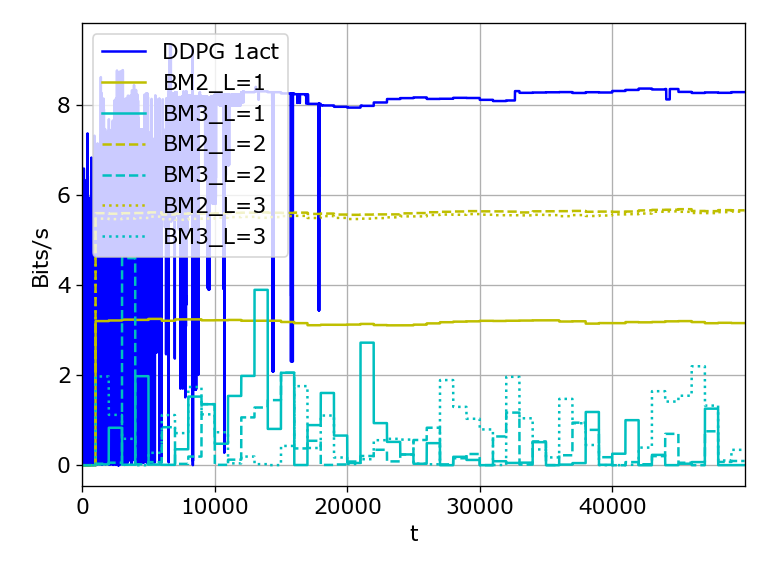 DDPG 1act
BM2_L=1
BM3_L=1
BM2_L=2
BM3_L=2
BM2_L=3
BM3_L=3
Bits/s
8
6
4
2
0
0 10000 20000 30000 40000
t